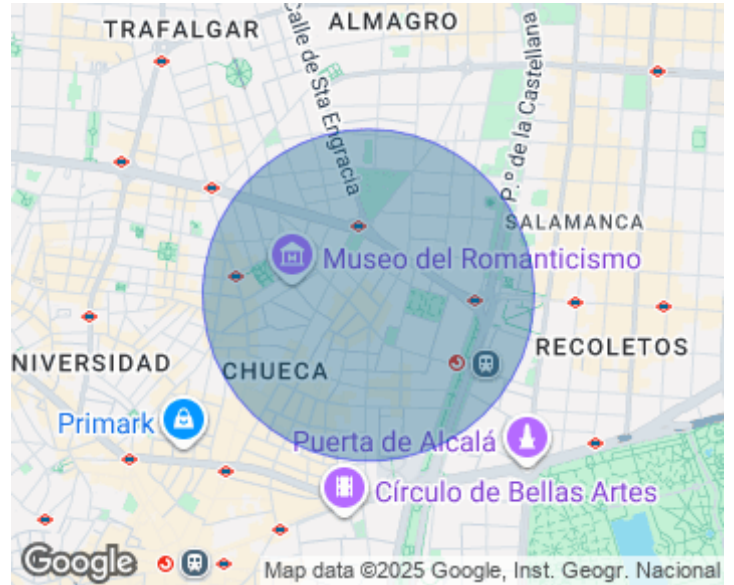 TRAFALGAR
ALMAGRO
Calle de Sta Engracia
P.º de la Castellana
SALAMANCA
Museo del Romanticismo
RECOLETOS
NIVERSIDAD
CHUECA
Primark
Puerta de Alcalá
Círculo de Bellas Artes
Google
Map data ©2025 Google, Inst. Geogr. Nacional